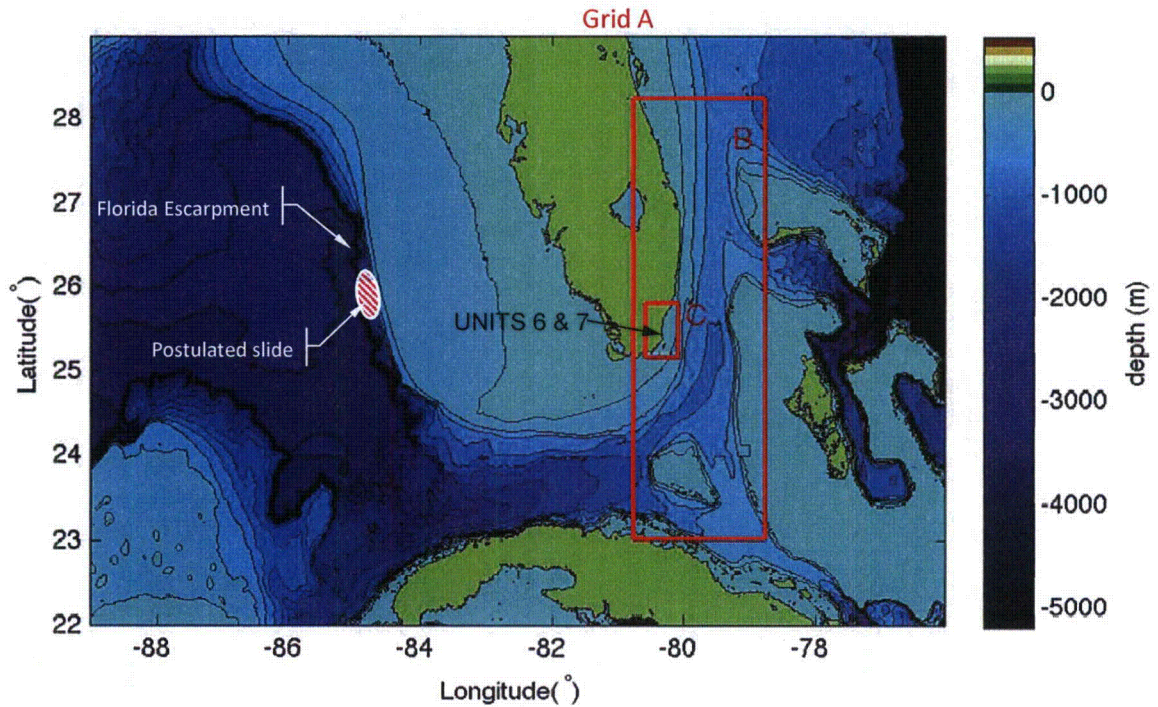 Grid A
28
27
26
25
24
23
22
Latitude(°)
-88
-86
-84
-82
-80
-78
Longitude(°)
Florida Escarpment
Postulated slide
UNITS 6 & 7
B
C
0
-1000
-2000
-3000
-4000
-5000
depth (m)